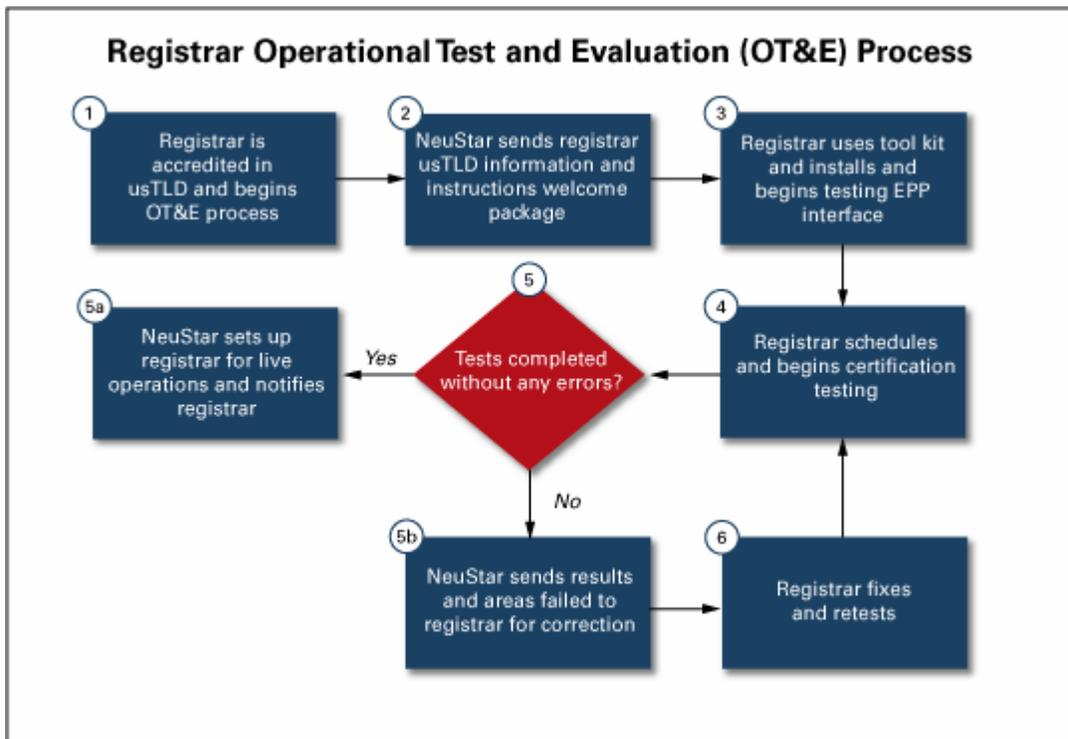 Registrar Operational Test and Evaluation (OT&E) Process
1
Registrar is
accredited in
usTLD and begins
OT&E process
2
NeuStar sends registrar
usTLD information and
instructions welcome
package
3
Registrar uses tool kit
and installs and
begins testing EPP
interface
4
Registrar schedules
and begins certification
testing
5
Tests completed
without any errors?
Yes
5a
NeuStar sets up
registrar for live
operations and notifies
registrar
No
5b
NeuStar sends results
and areas failed to
registrar for correction
6
Registrar fixes
and retests